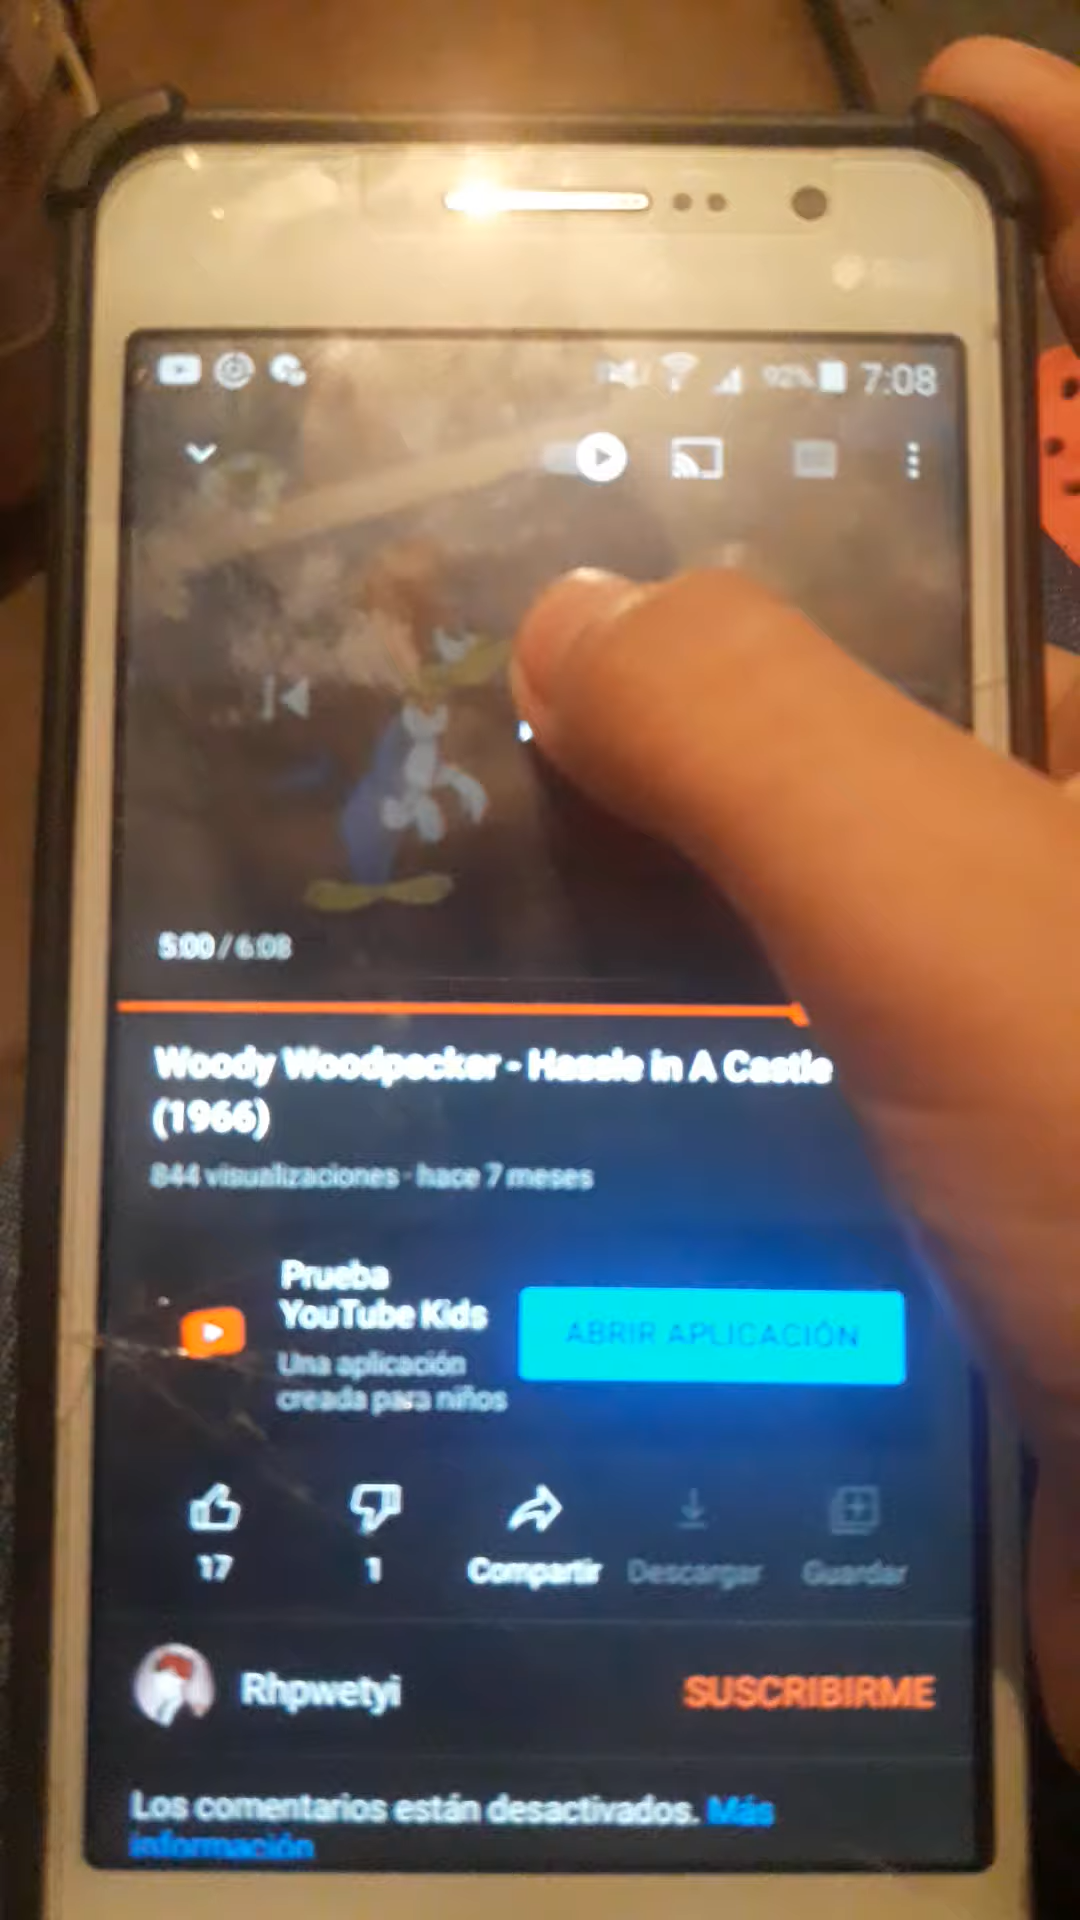 92% 7:08
5:00 / 6:08
Woody Woodpecker - Hassle in A Castle
(1966)
844 visualizaciones · hace 7 meses
Prueba
YouTube Kids
Una aplicación
creada para niños
ABRIR APLICACIÓN
17
1
Compartir
Descargar
Guardar
Rhpwetyi
SUSCRIBIRME
Los comentarios están desactivados. Más
información